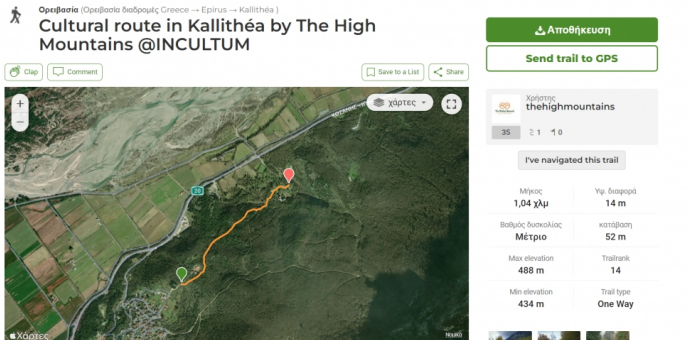 Ορειβασία (Ορειβασία διαδρομές Greece → Epirus → Kallithéa )
Cultural route in Kallithéa by The High
Mountains @INCULTUM
Clap
Comment
Save to a List
Share
χάρτες
20
Χάρτες
Νομικά
Αποθήκευση
Send trail to GPS
Χρήστης
thehighmountains
35
1
0
I've navigated this trail
Μήκος
1,04 χλμ
Υψ. διαφορά
14 m
Βαθμός δυσκολίας
Μέτριο
κατάβαση
52 m
Max elevation
488 m
Trailrank
14
Min elevation
434 m
Trail type
One Way